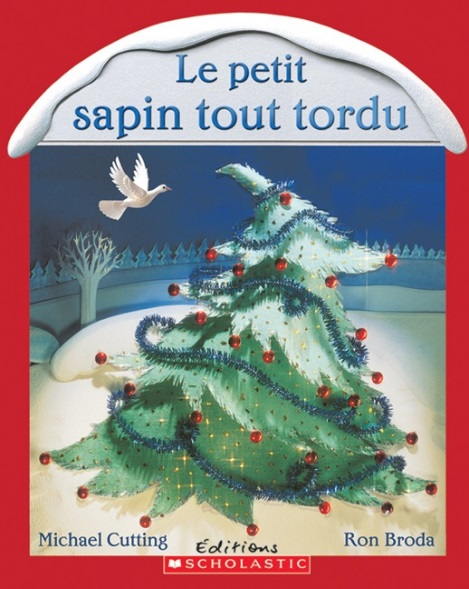 Le petit
sapin tout tordu
Michael Cutting
Éditions
Ron Broda
SCHOLASTIC